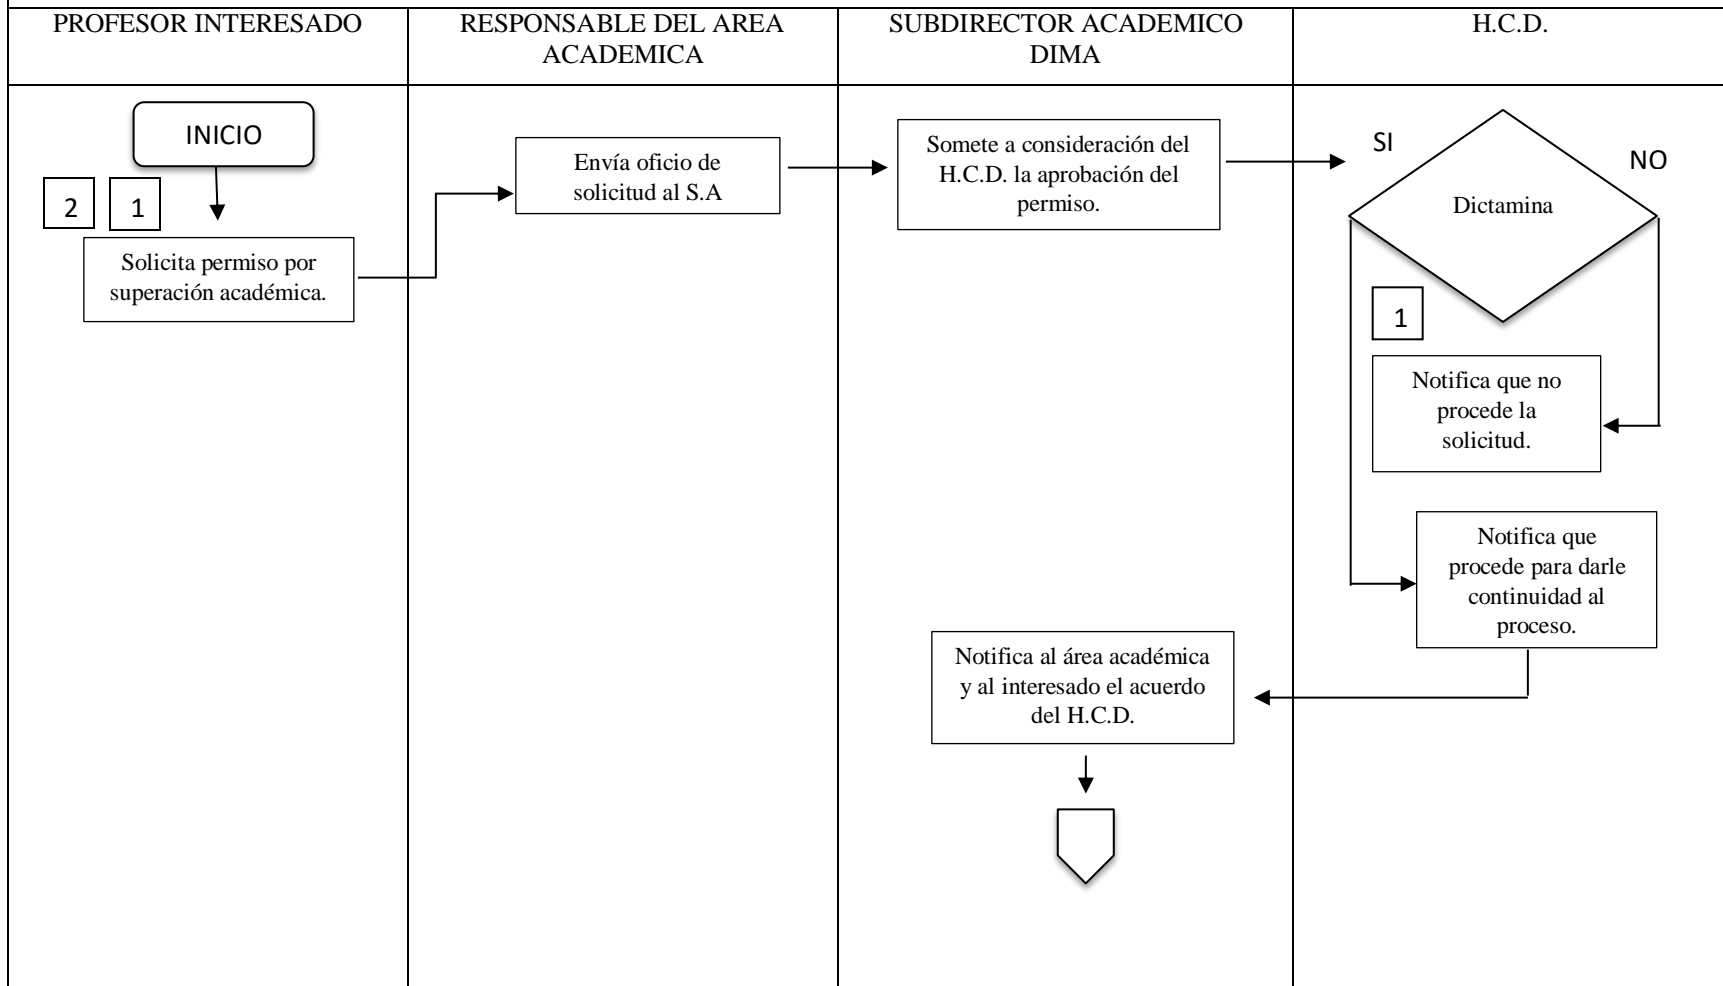 PROFESOR INTERESADO
RESPONSABLE DEL AREA
ACADEMICA
SUBDIRECTOR ACADEMICO
DIMA
H.C.D.
INICIO
2
1
Solicita permiso por
superación académica.
Envía oficio de
solicitud al S.A
Somete a consideración del
H.C.D. la aprobación del
permiso.
SI
NO
Dictamina
1
Notifica que no
procede la
solicitud.
Notifica que
procede para darle
continuidad al
proceso.
Notifica al área académica
y al interesado el acuerdo
del H.C.D.